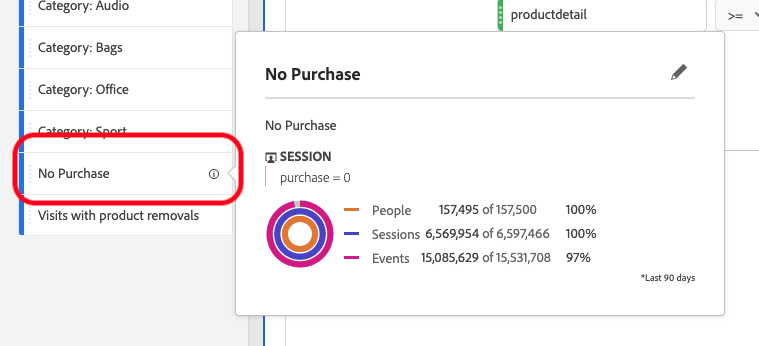 Category: Audio
productdetail
>=
Category: Bags
Category: Office
Category: Sport
No Purchase
Visits with product removals
No Purchase
No Purchase
SESSION
purchase = 0
People 157,495 of 157,500 100%
Sessions 6,569,954 of 6,597,466 100%
Events 15,085,629 of 15,531,708 97%
*Last 90 days